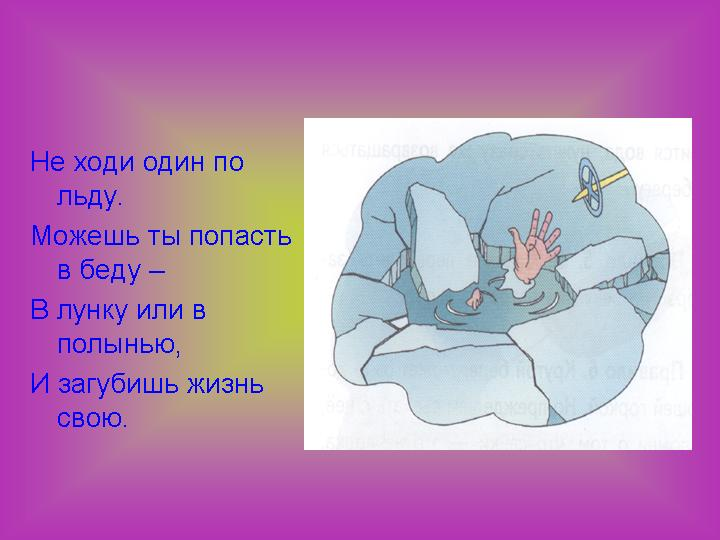 Не ходи один по
льду.
Можешь ты попасть
в беду –
В лунку или в
полынью,
И загубишь жизнь
свою.